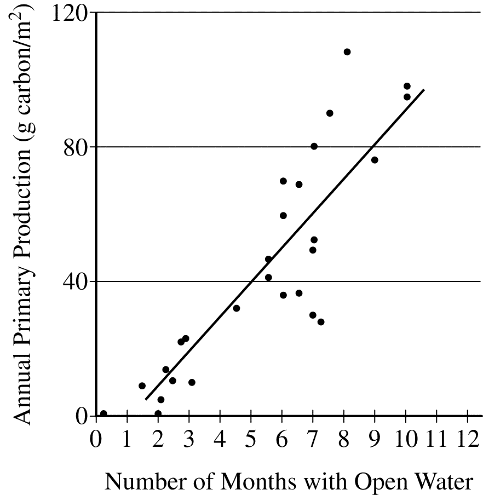 Annual Primary Production (g carbon/m²)
120
80
40
0
0 1 2 3 4 5 6 7 8 9 10 11 12
Number of Months with Open Water